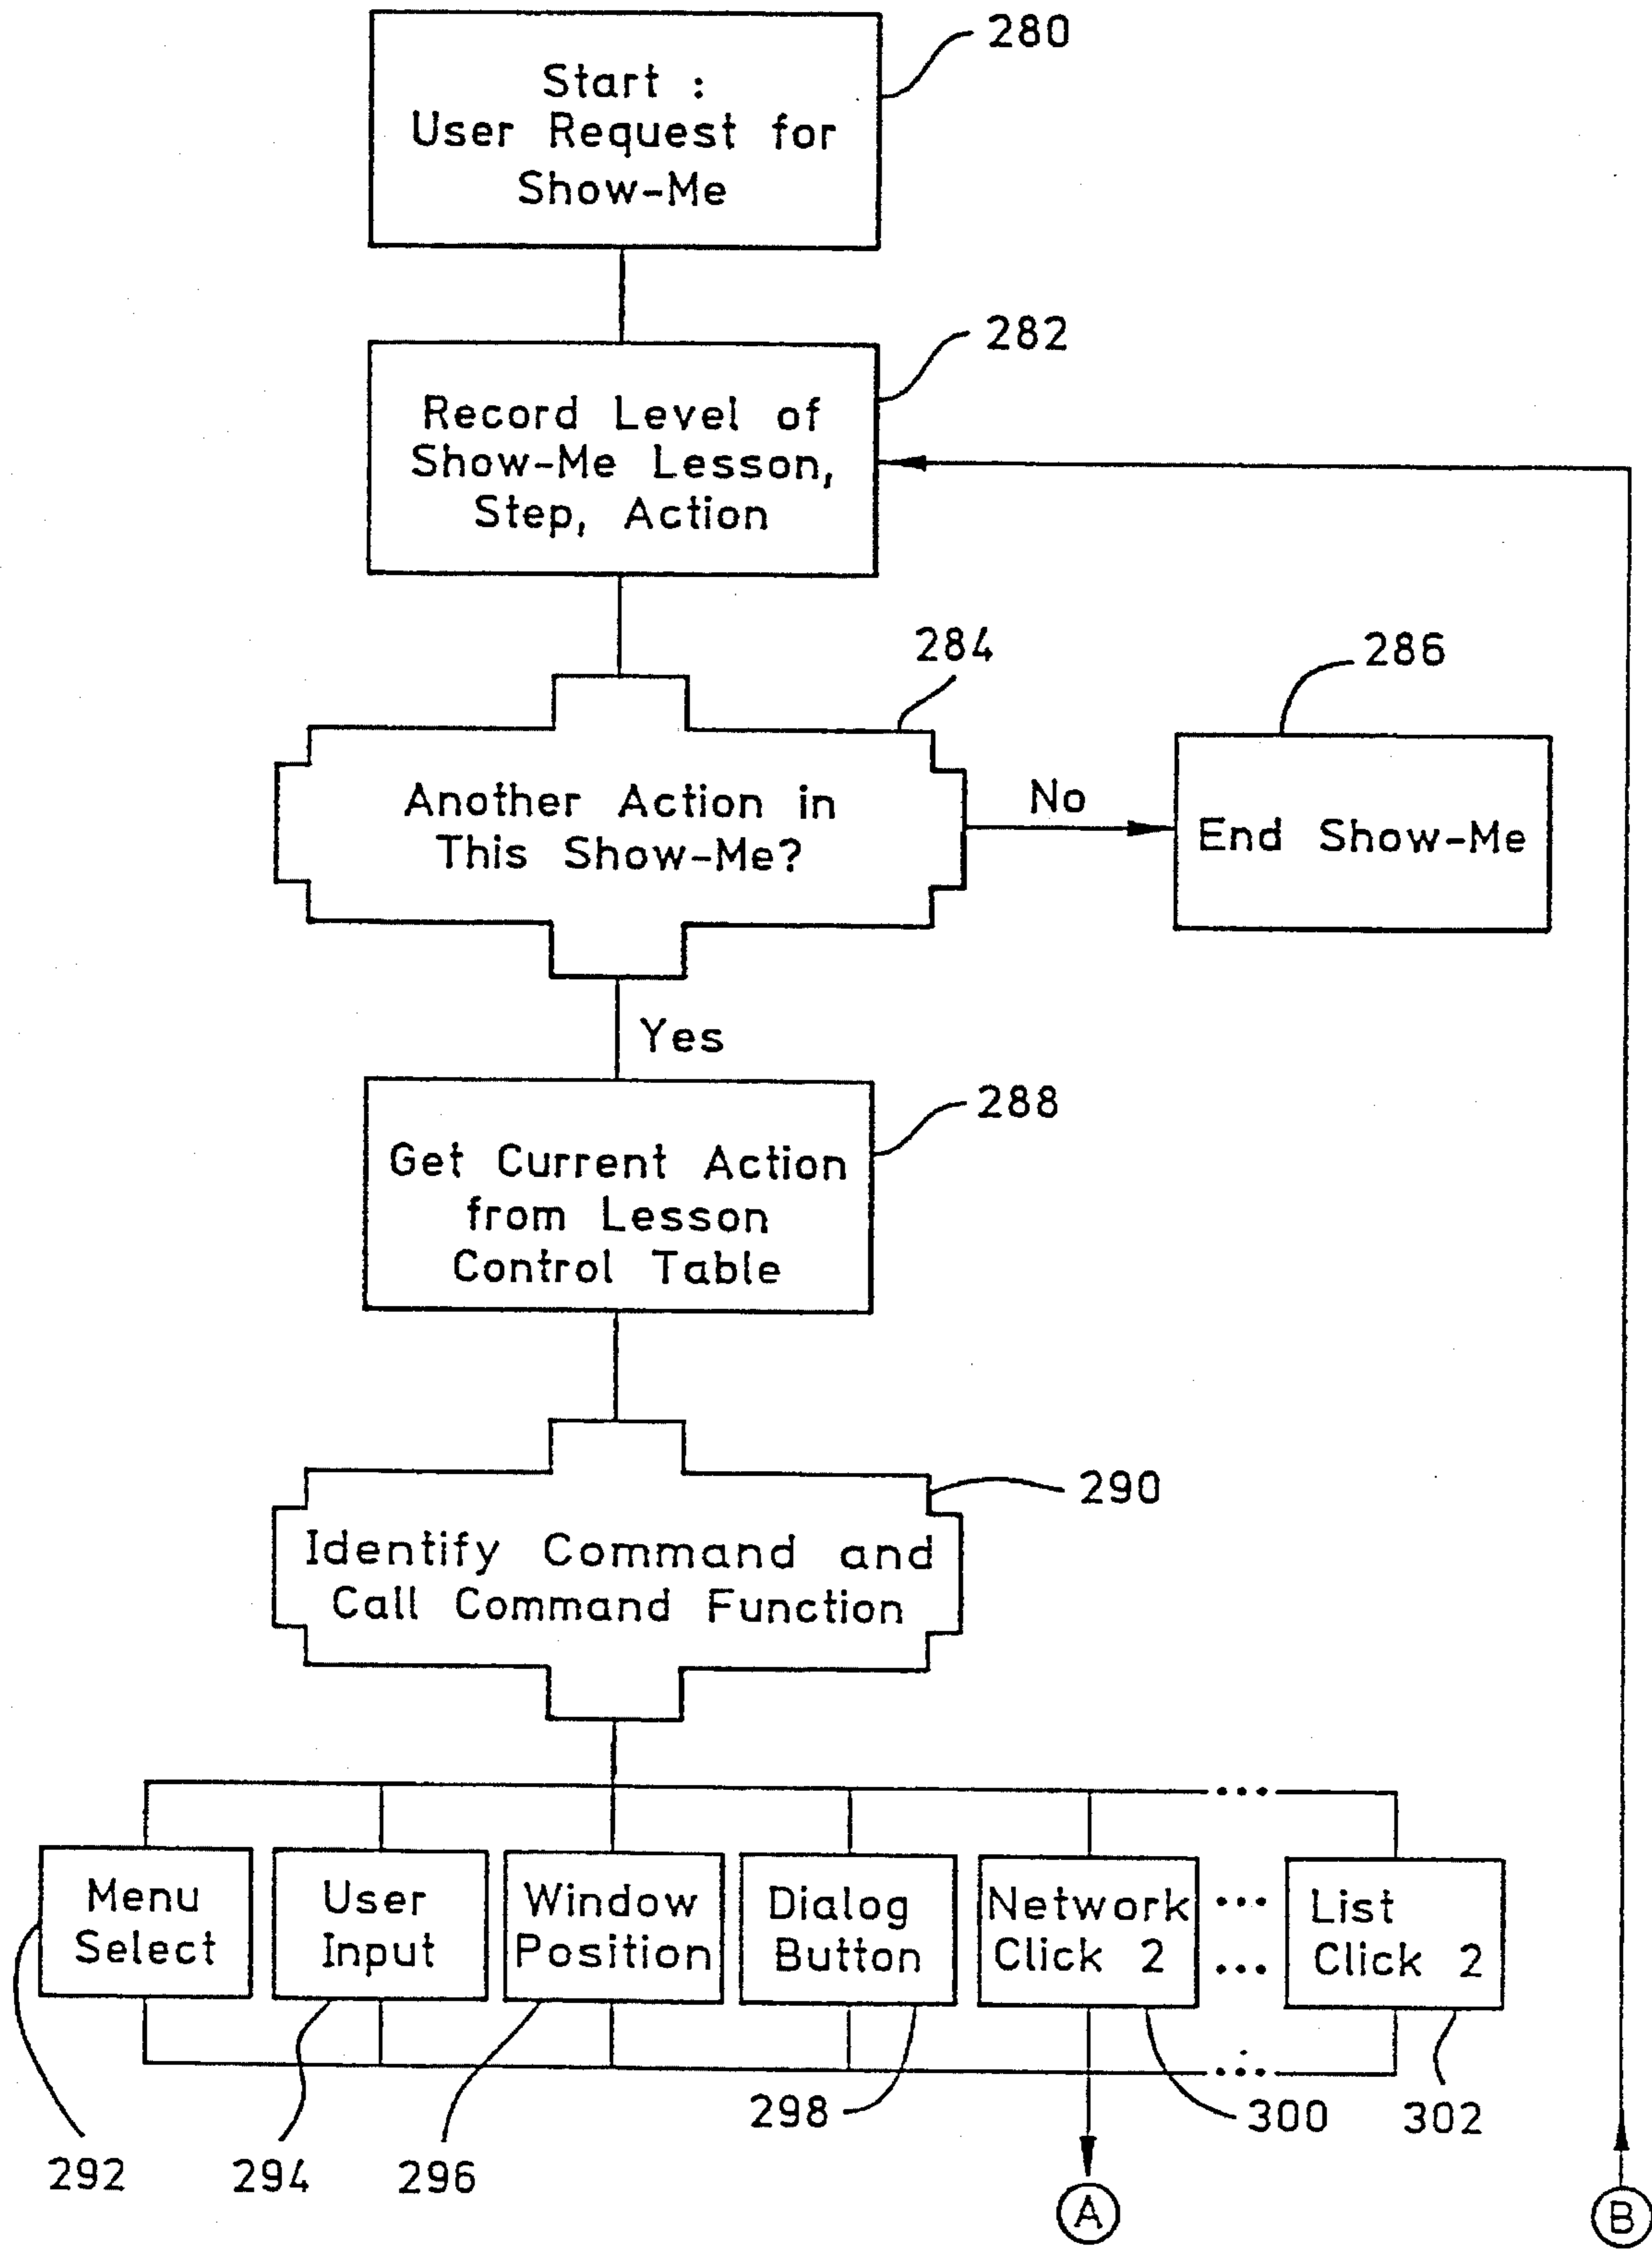 280
Start :
User Request for
Show-Me
282
Record Level of
Show-Me Lesson,
Step, Action
284
286
Another Action in
This Show-Me?
No
End Show-Me
Yes
288
Get Current Action
from Lesson
Control Table
290
Identify Command and
Call Command Function
...
Menu
Select
User
Input
Window
Position
Dialog
Button
Network
Click 2
...
...
List
Click 2
...
292
294
296
298
300
302
A
B